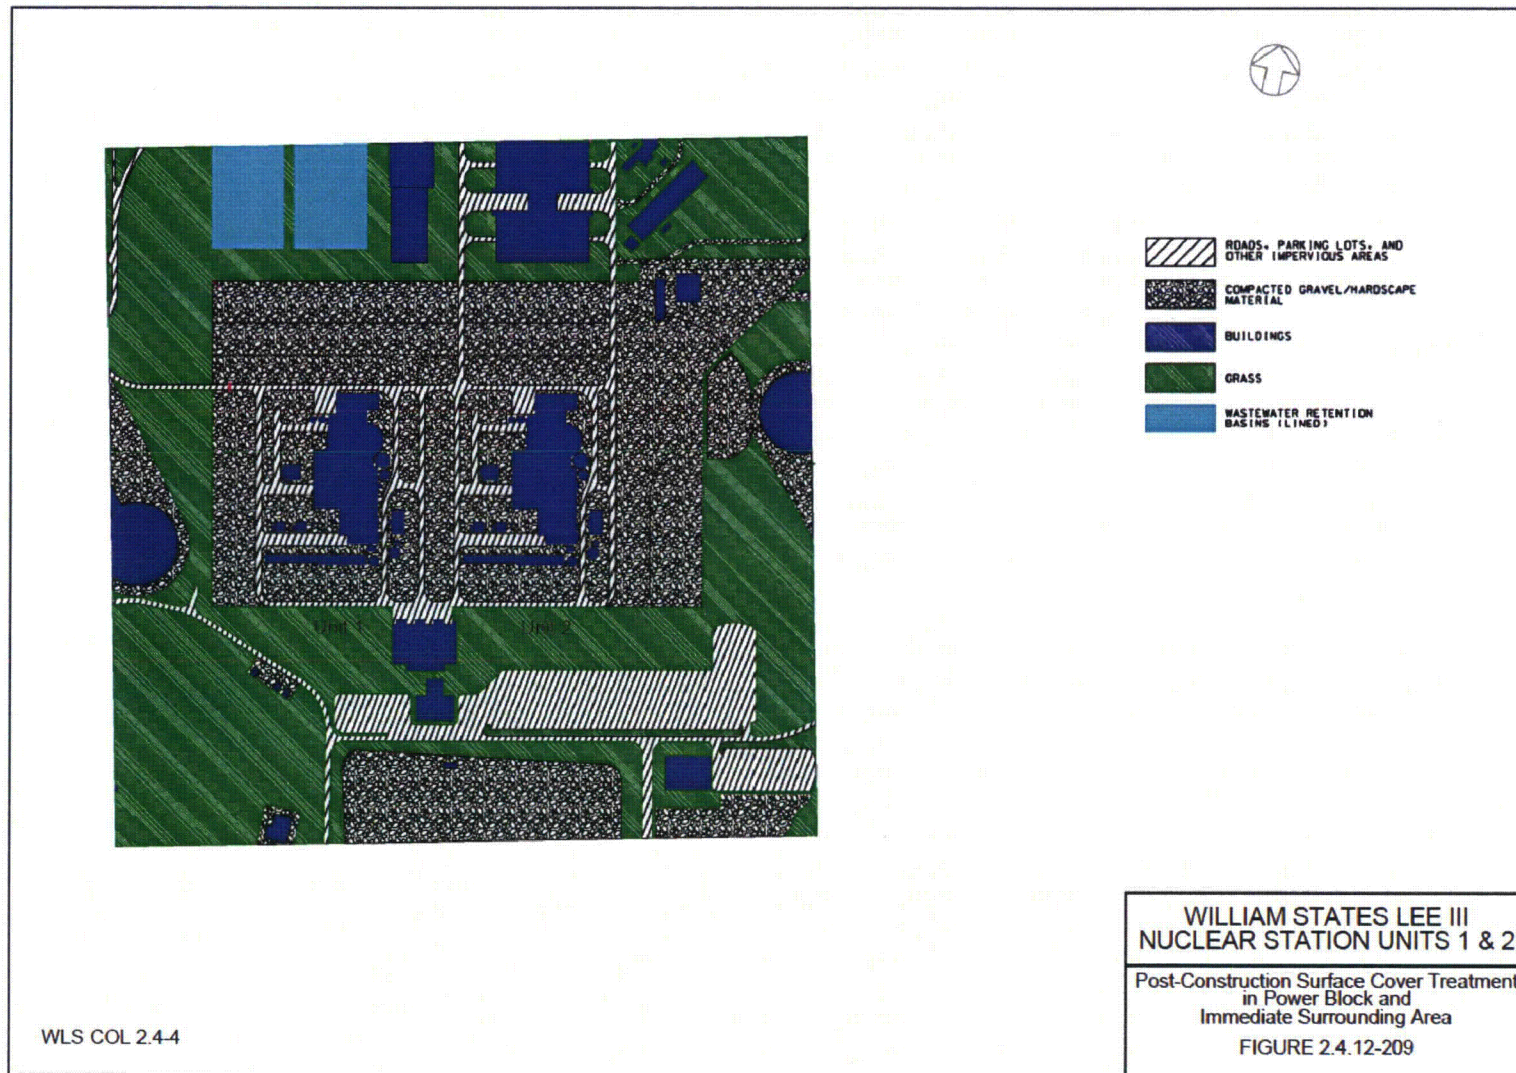 ROADS, PARKING LOTS, AND
OTHER IMPERVIOUS AREAS
COMPACTED GRAVEL/HARDSCAPE
MATERIAL
BUILDINGS
GRASS
WASTEWATER RETENTION
BASINS (LINED)
Unit 1
Unit 2
WILLIAM STATES LEE III
NUCLEAR STATION UNITS 1 & 2
Post-Construction Surface Cover Treatment
in Power Block and
Immediate Surrounding Area
FIGURE 2.4.12-209
WLS COL 2.4-4